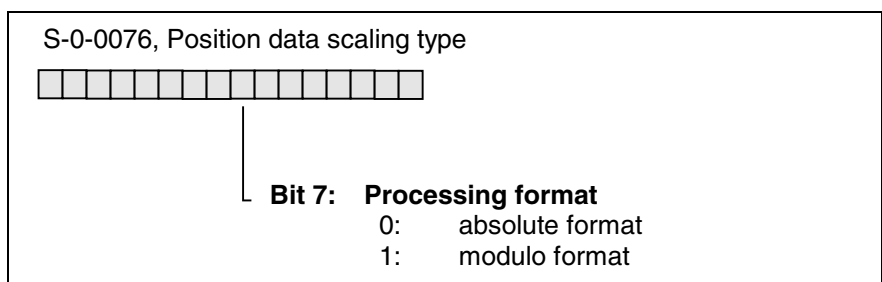 S-0-0076, Position data scaling type
Bit 7: Processing format
0: absolute format
1: modulo format